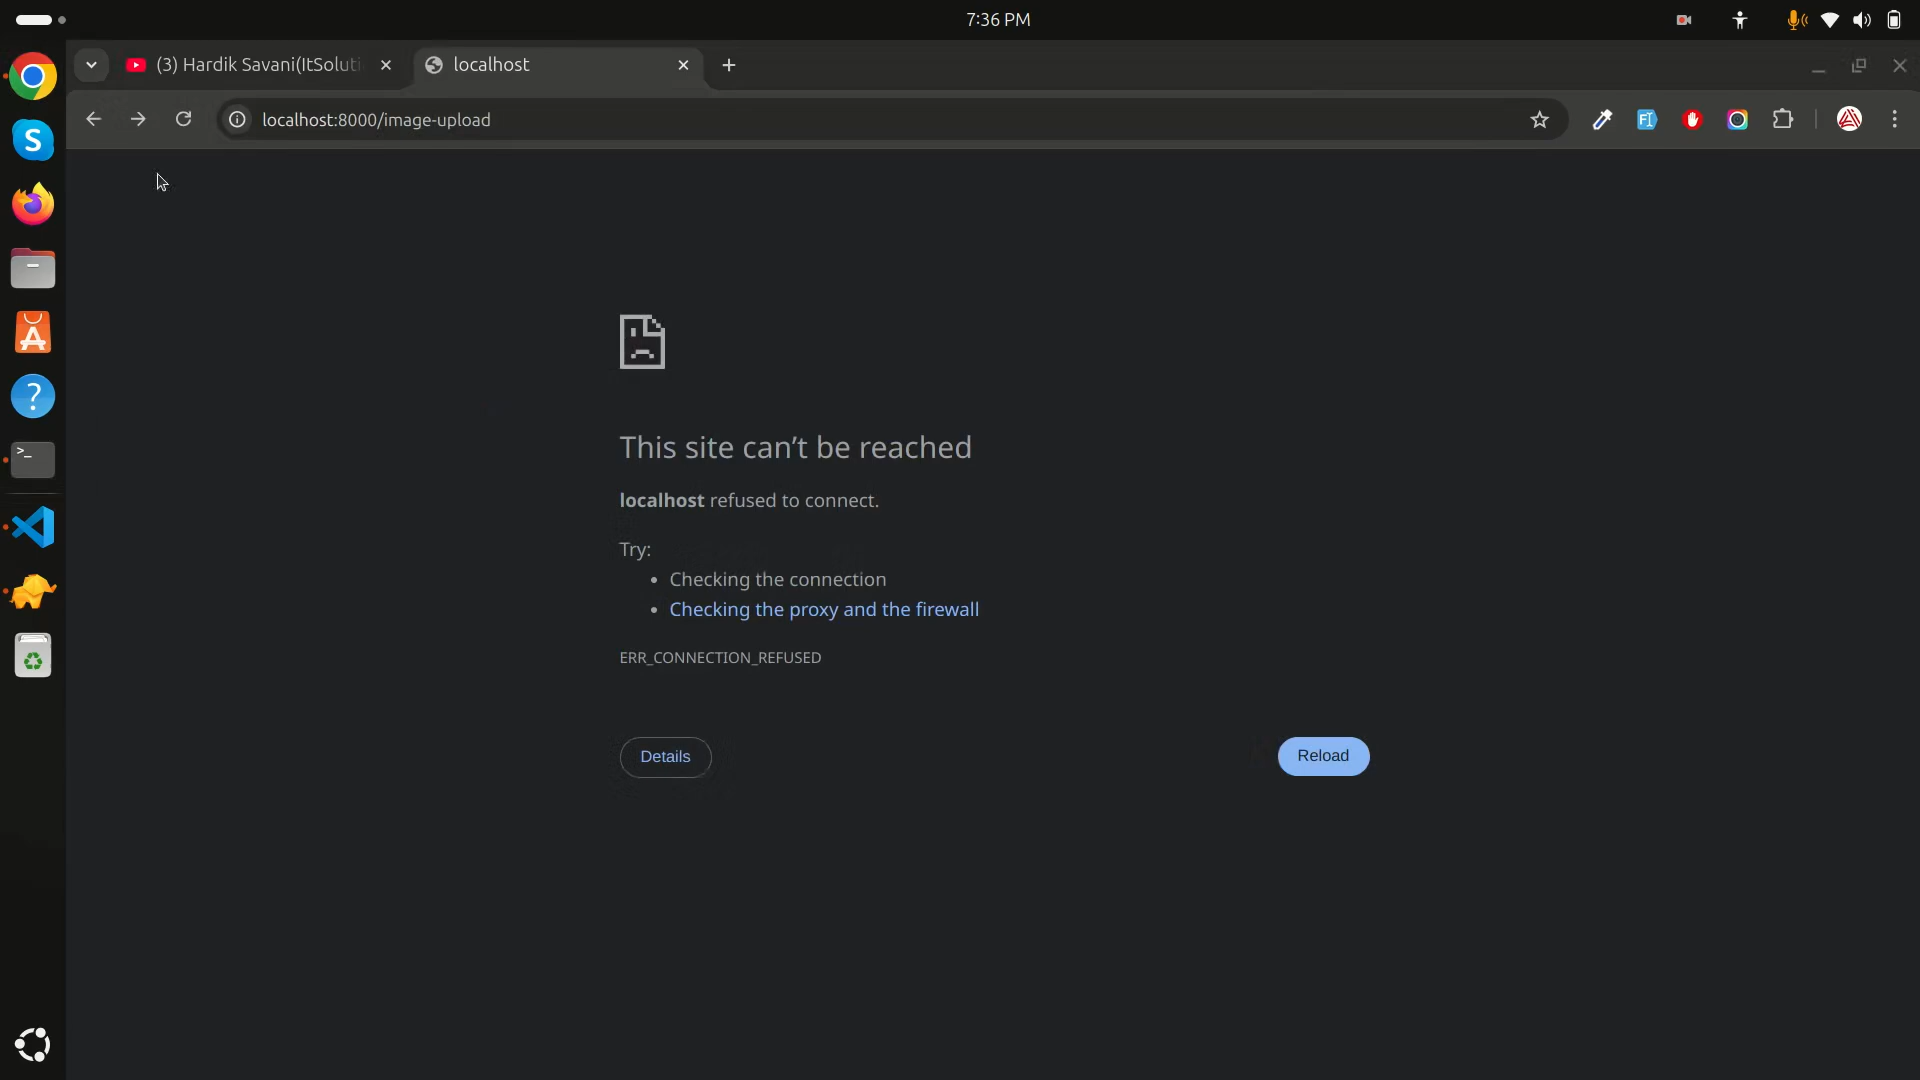 7:36 PM
(3) Hardik Savani(ItSoluti
localhost
localhost:8000/image-upload
This site can’t be reached
localhost refused to connect.
Try:
• Checking the connection
• Checking the proxy and the firewall
ERR_CONNECTION_REFUSED
Details
Reload